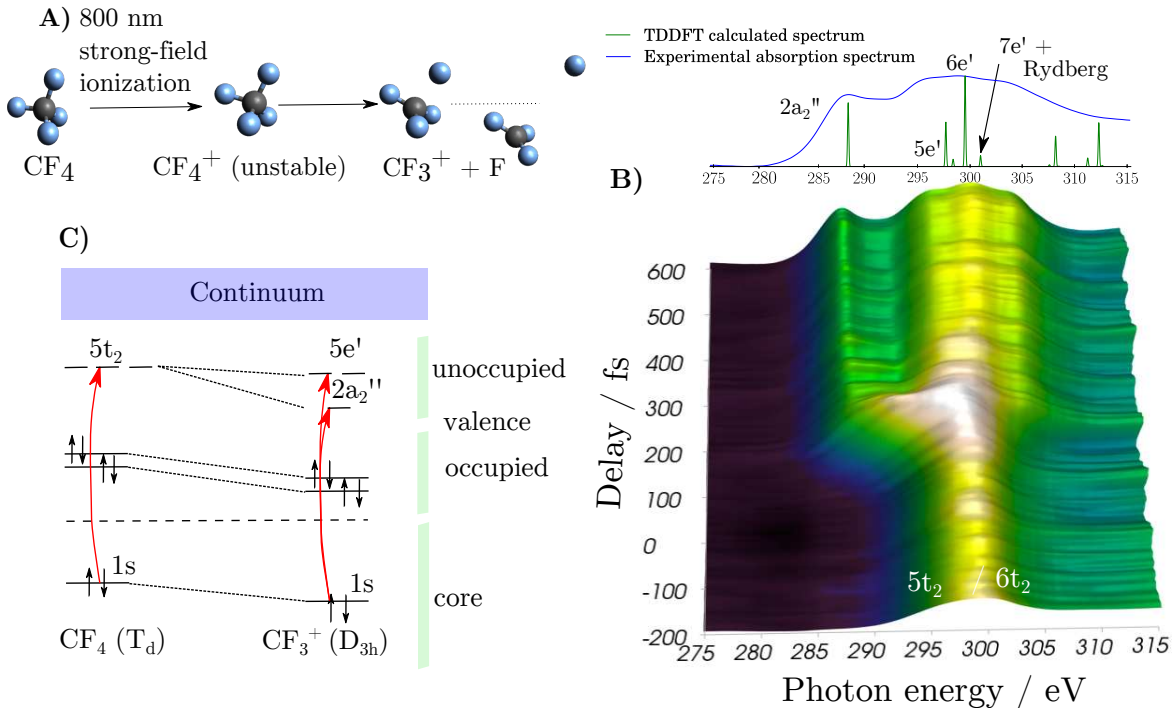 A) 800 nm
strong-field
ionization
CF₄
CF₄⁺ (unstable)
CF₃⁺ + F
TDDFT calculated spectrum
Experimental absorption spectrum
7e' +
Rydberg
6e'
2a₂"
5e'
275 280 285 290 295 300 305 310 315
B)
600
500
400
300
200
100
0
-100
-200
Delay / fs
5t₂ / 6t₂
275 280 285 290 295 300 305 310 315
Photon energy / eV
C)
Continuum
5t₂
5e'
2a₂''
unoccupied
valence
occupied
1s
1s
core
CF₄ (T_d)
CF₃⁺ (D₃ₕ)